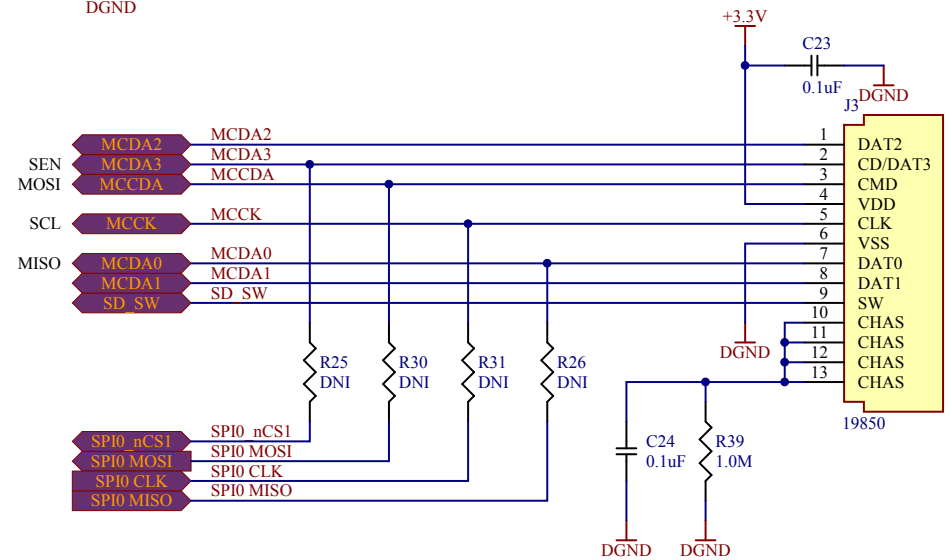 DGND
+3.3V
C23
0.1uF
DGND
J3
MCDA2 MCDA2 1 DAT2
SEN MCDA3 MCDA3 2 CD/DAT3
MOSI MCCDA MCCDA 3 CMD
4 VDD
SCL MCCK MCCK 5 CLK
6 VSS
MISO MCDA0 MCDA0 7 DAT0
MCDA1 MCDA1 8 DAT1
SD_SW SD_SW 9 SW
10 CHAS
11 CHAS
DGND
12 CHAS
13 CHAS
R25 R30 R31 R26
DNI DNI DNI DNI
19850
SPI0_nCS1 SPI0_nCS1
SPI0 MOSI SPI0 MOSI
SPI0 CLK SPI0 CLK
SPI0 MISO SPI0 MISO
C24 R39
0.1uF 1.0M
DGND DGND